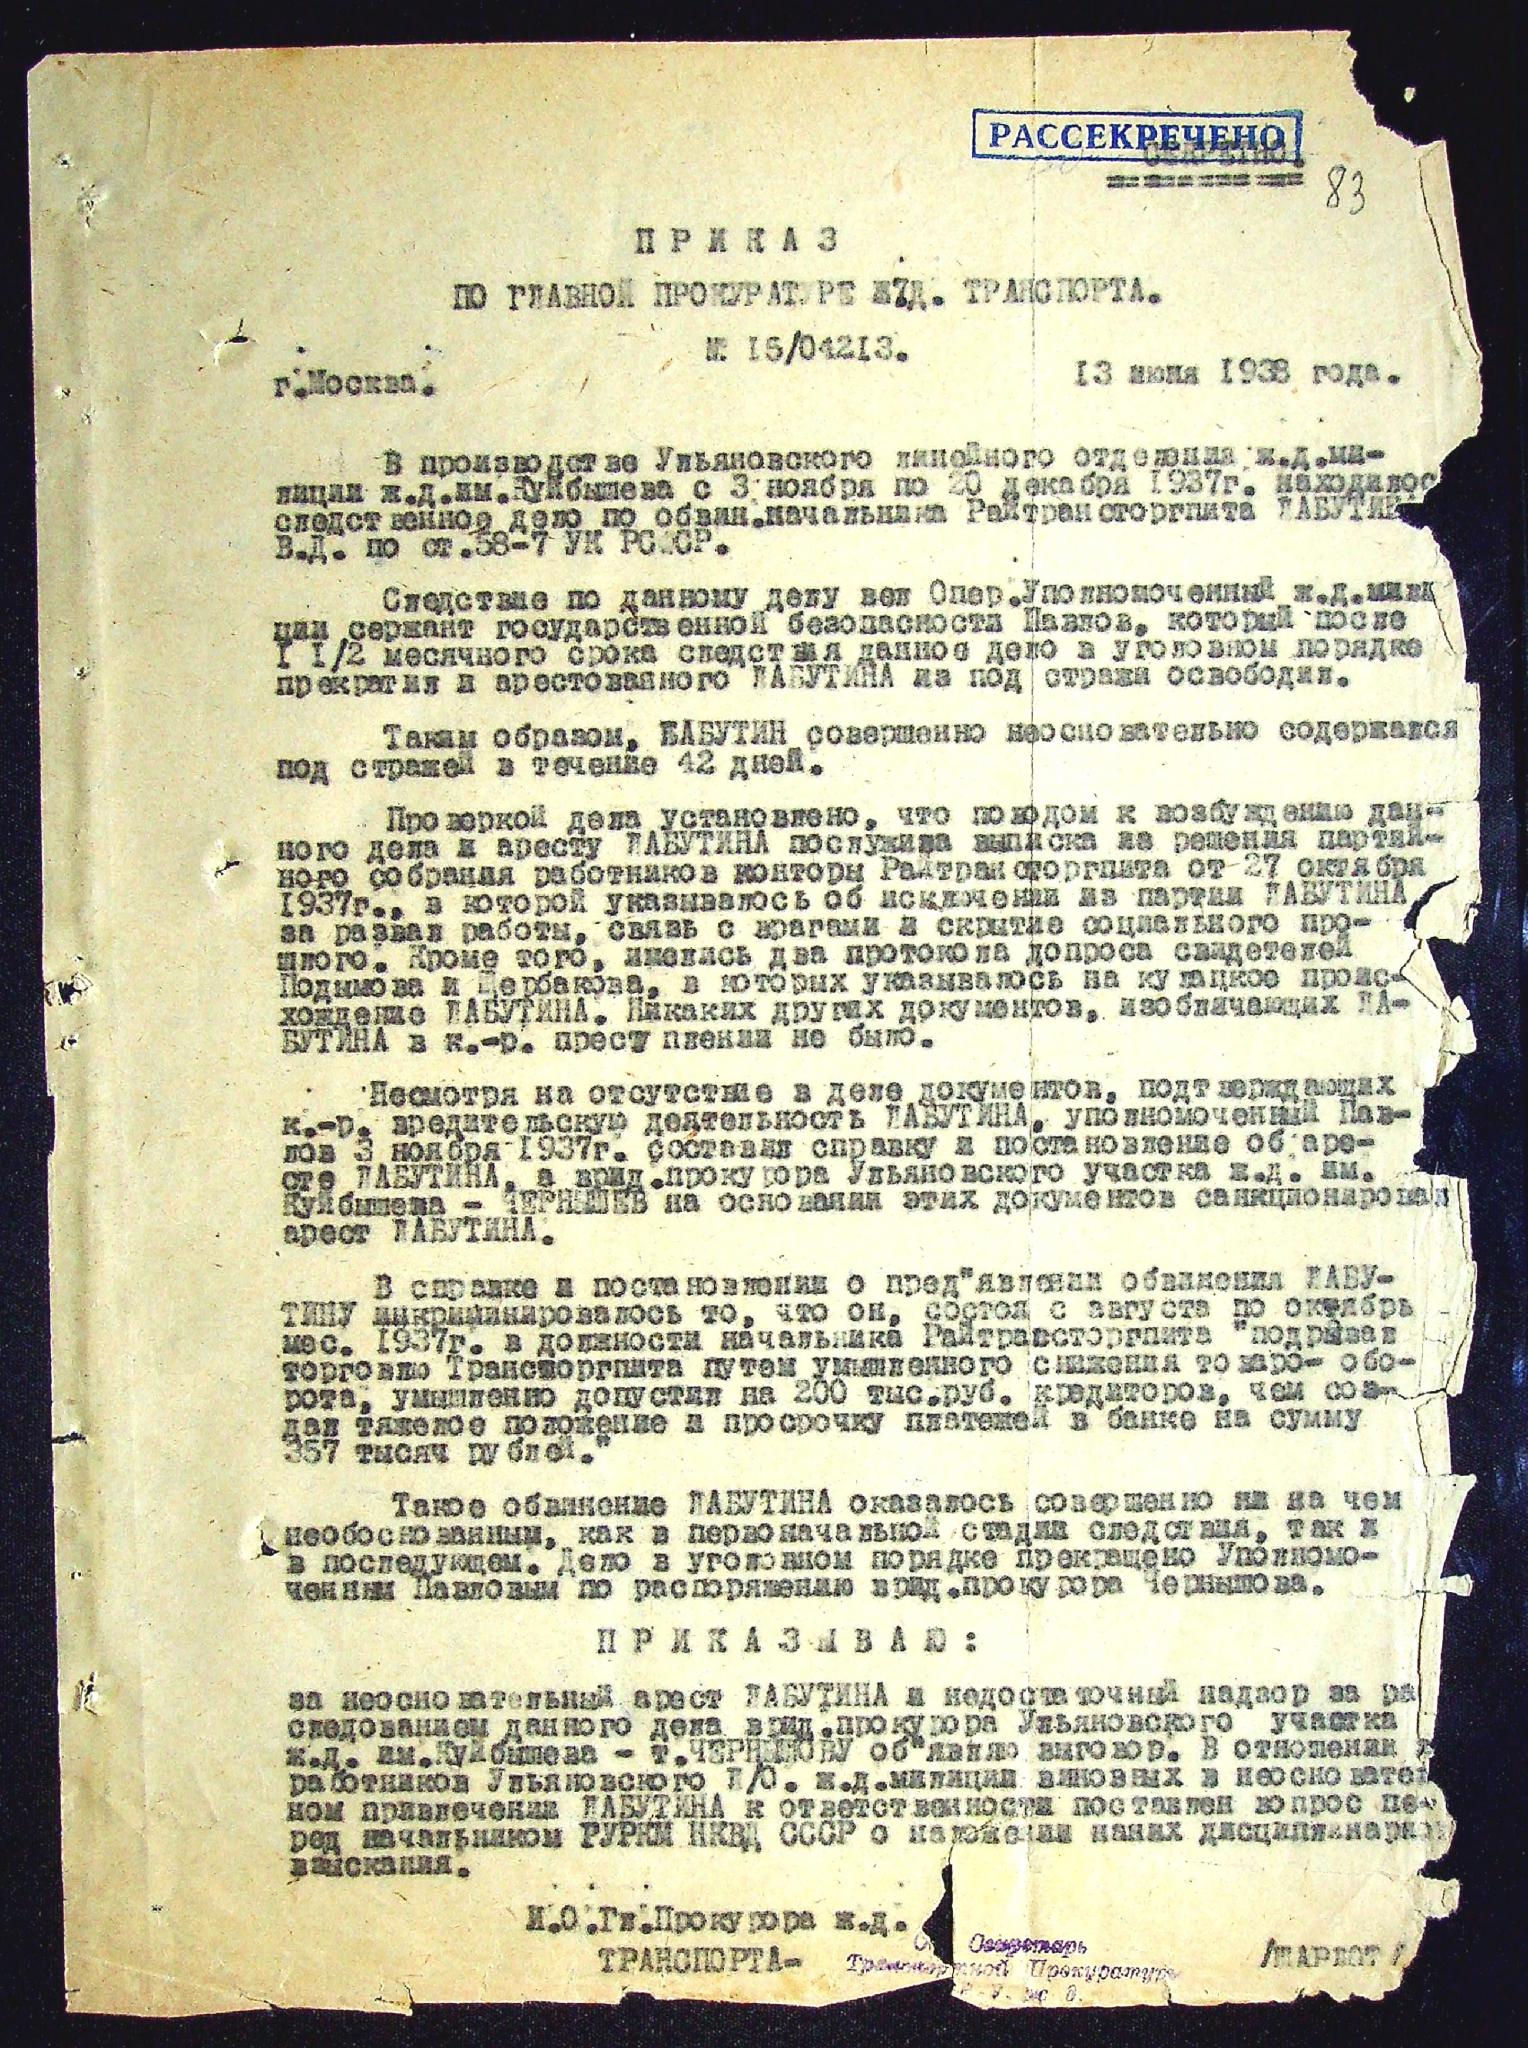 РАССЕКРЕЧЕНО
СЕКРЕТНО.
83
ПРИКАЗ
ПО ГЛАВНОЙ ПРОКУРАТУРЕ Ж/Д. ТРАНСПОРТА.
№ 15/04213.
г.Москва.
13 июня 1938 года.
В производстве Ульяновского линейного отделения ж.д.ми-
лиции ж.д.им.Куйбышева с 3 ноября по 20 декабря 1937г. находилос
следственное дело по обвин.начальника Райтрансторгпита ЛАБУТИН
В.Д. по ст.58-7 УК РСФСР.
Следствие по данному делу вел Опер.Уполномоченный ж.д.мили
ции сержант государственной безопасности Павлов, который после
1 1/2 месячного срока следствия данное дело в уголовном порядке
прекратил и арестованного ЛАБУТИНА из под стражи освободил.
Таким образом, ЛАБУТИН совершенно неосновательно содержался
под стражей в течение 42 дней.
Проверкой дела установлено, что поводом к возбуждению дан-
ного дела и аресту ЛАБУТИНА послужила выписка из решения партий-
ного собрания работников конторы Райтрансторгпита от 27 октября
1937г., в которой указывалось об исключении из партии ЛАБУТИНА
за развал работы, связь с врагами и скрытие социального про-
шлого. Кроме того, имелись два протокола допроса свидетелей
Подымова и Щербакова, в которых указывалось на кулацкое проис-
хождение ЛАБУТИНА. Никаких других документов, изобличающих ЛА-
БУТИНА в к.-р. преступлении не было.
Несмотря на отсутствие в деле документов, подтверждающих
к.-р. вредительскую деятельность ЛАБУТИНА, уполномоченный Пав-
лов 3 ноября 1937г. составил справку и постановление об аре-
сте ЛАБУТИНА, а врид.прокурора Ульяновского участка ж.д. им.
Куйбышева - ЧЕРНЫШЕВ на основании этих документов санкционировал
арест ЛАБУТИНА.
В справке и постановлении о пред"явлении обвинения ЛАБУ-
ТИНУ инкриминировалось то, что он, состоя с августа по октябрь
мес. 1937г. в должности начальника Райтрансторгпита "подрывал
торговлю Трансторгпита путем умышленного снижения товаро- обо-
рота, умышленно допустил на 200 тыс.руб. кредиторов, чем соз-
дал тяжелое положение и просрочку платежей в банке на сумму
357 тысяч рублей."
Такое обвинение ЛАБУТИНА оказалось совершенно ни на чем
необоснованным, как в первоначальной стадии следствия, так и
в последующем. Дело в уголовном порядке прекращено Уполномо-
ченным Павловым по распоряжению врид.прокурора Чернышова.
ПРИКАЗЫВАЮ:
за неосновательный арест ЛАБУТИНА и недостаточный надзор за ра
следованием данного дела врид.прокурора Ульяновского участка
ж.д. им.Куйбышева - т.ЧЕРНЫШОВУ об"являю выговор. В отношении
работников Ульяновского Л/О. ж.д.милиции виновных в неосновател
ном привлечении ЛАБУТИНА к ответственности поставлен вопрос пе-
ред начальником ГУРКМ НКВД СССР о наложении на них дисциплинарно
взыскания.
И.О.Гл.Прокурора ж.д.
ТРАНСПОРТА-
/ШАРГОТ/
Секретарь
Транспортной Прокуратуры